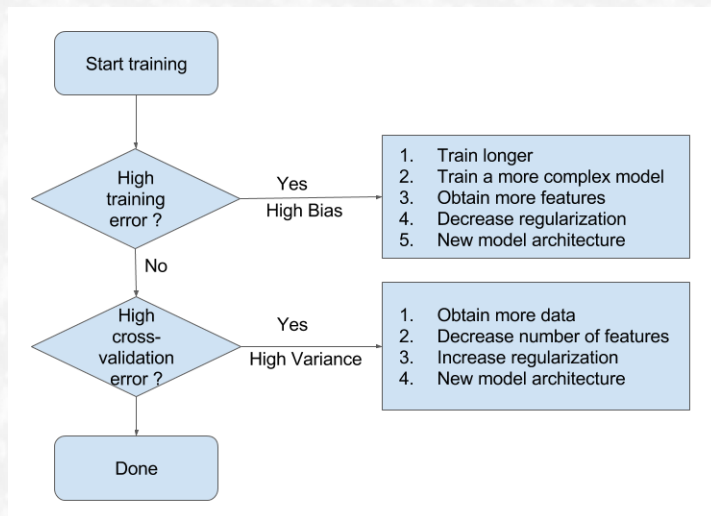 Start training
High
training
error ?
Yes
High Bias
1. Train longer
2. Train a more complex model
3. Obtain more features
4. Decrease regularization
5. New model architecture
No
High
cross-
validation
error ?
Yes
High Variance
1. Obtain more data
2. Decrease number of features
3. Increase regularization
4. New model architecture
Done